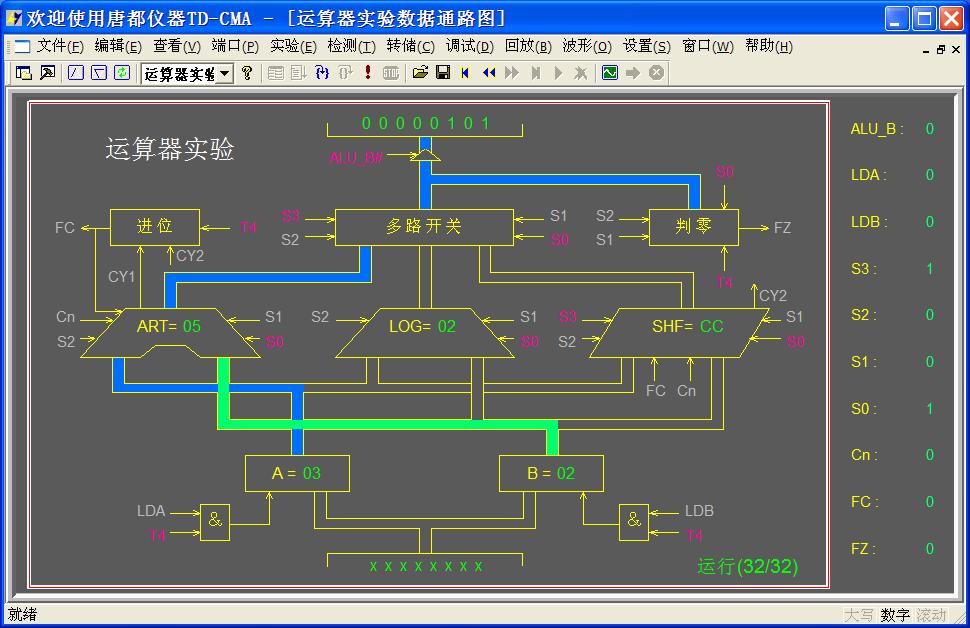 欢迎使用唐都仪器TD-CMA - [运算器实验数据通路图]
文件(F) 编辑(E) 查看(V) 端口(P) 实验(E) 检测(T) 转储(C) 调试(D) 回放(B) 波形(O) 设置(S) 窗口(W) 帮助(H)
运算器实验 STOP
0 0 0 0 0 1 0 1
运算器实验 ALU_B#
S0
FC 进位 T4 S3 S2 多路开关 S1 S0 S2 S1 判零 FZ
T4
CY1 CY2 CY2
Cn S2 ART= 05 S1 S0 S2 LOG= 02 S1 S0 S3 S2 SHF= CC S1 S0
FC Cn
A = 03 B = 02
LDA T4 & & LDB T4
X X X X X X X X
运行(32/32)
ALU_B : 0
LDA : 0
LDB : 0
S3 : 1
S2 : 0
S1 : 0
S0 : 1
Cn : 0
FC : 0
FZ : 0
就绪 大写 数字 滚动